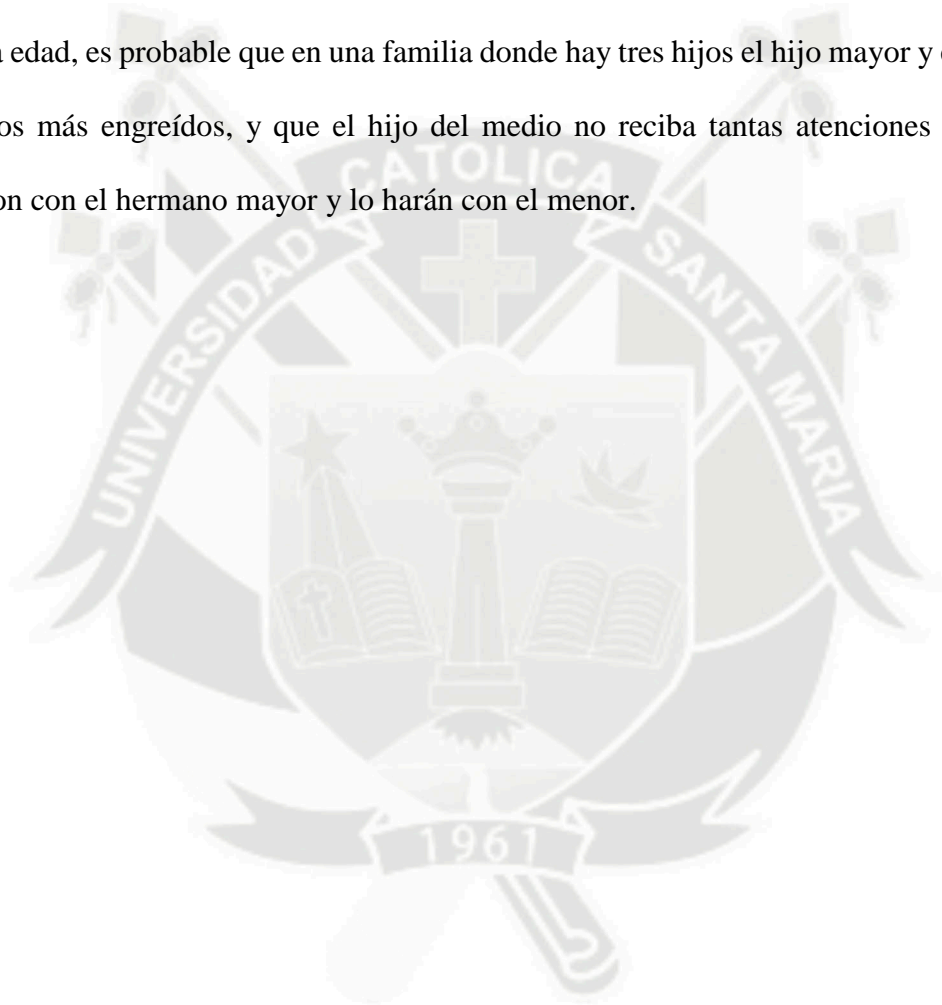 edad, es probable que en una familia donde hay tres hijos el hijo mayor y
os más engreídos, y que el hijo del medio no reciba tantas atenciones
on con el hermano mayor y lo harán con el menor.
UNIVERSIDAD CATOLICA SANTA MARIA
1961